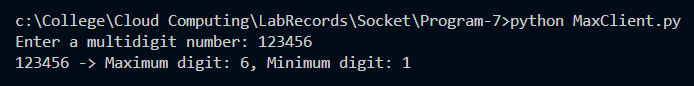 c:\College\Cloud Computing\LabRecords\Socket\Program-7>python MaxClient.py
Enter a multidigit number: 123456
123456 -> Maximum digit: 6, Minimum digit: 1